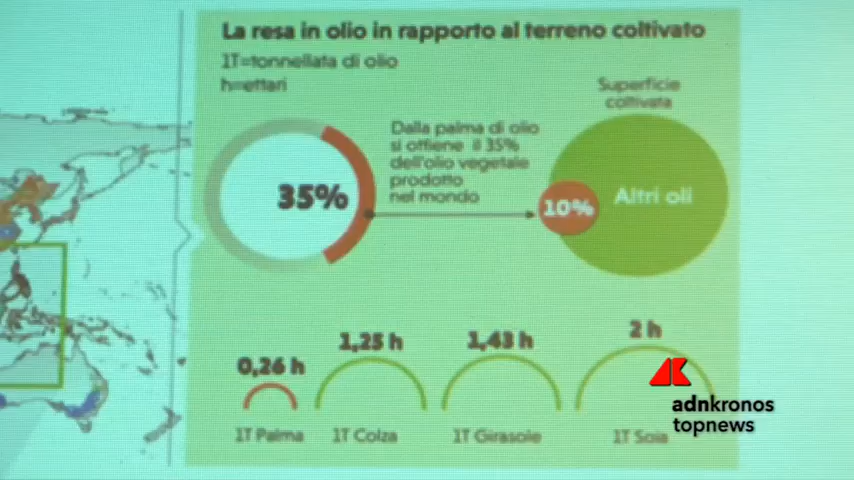 La resa in olio in rapporto al terreno coltivato
1T=tonnellata di olio
h=ettari
35%
Dalla palma di olio
si ottiene il 35%
dell'olio vegetale
prodotto
nel mondo
Superficie
coltivata
10%
Altri oli
0,26 h
1,25 h
1,43 h
2 h
1T Palma
1T Colza
1T Girasole
1T Soia
adnkronos
topnews